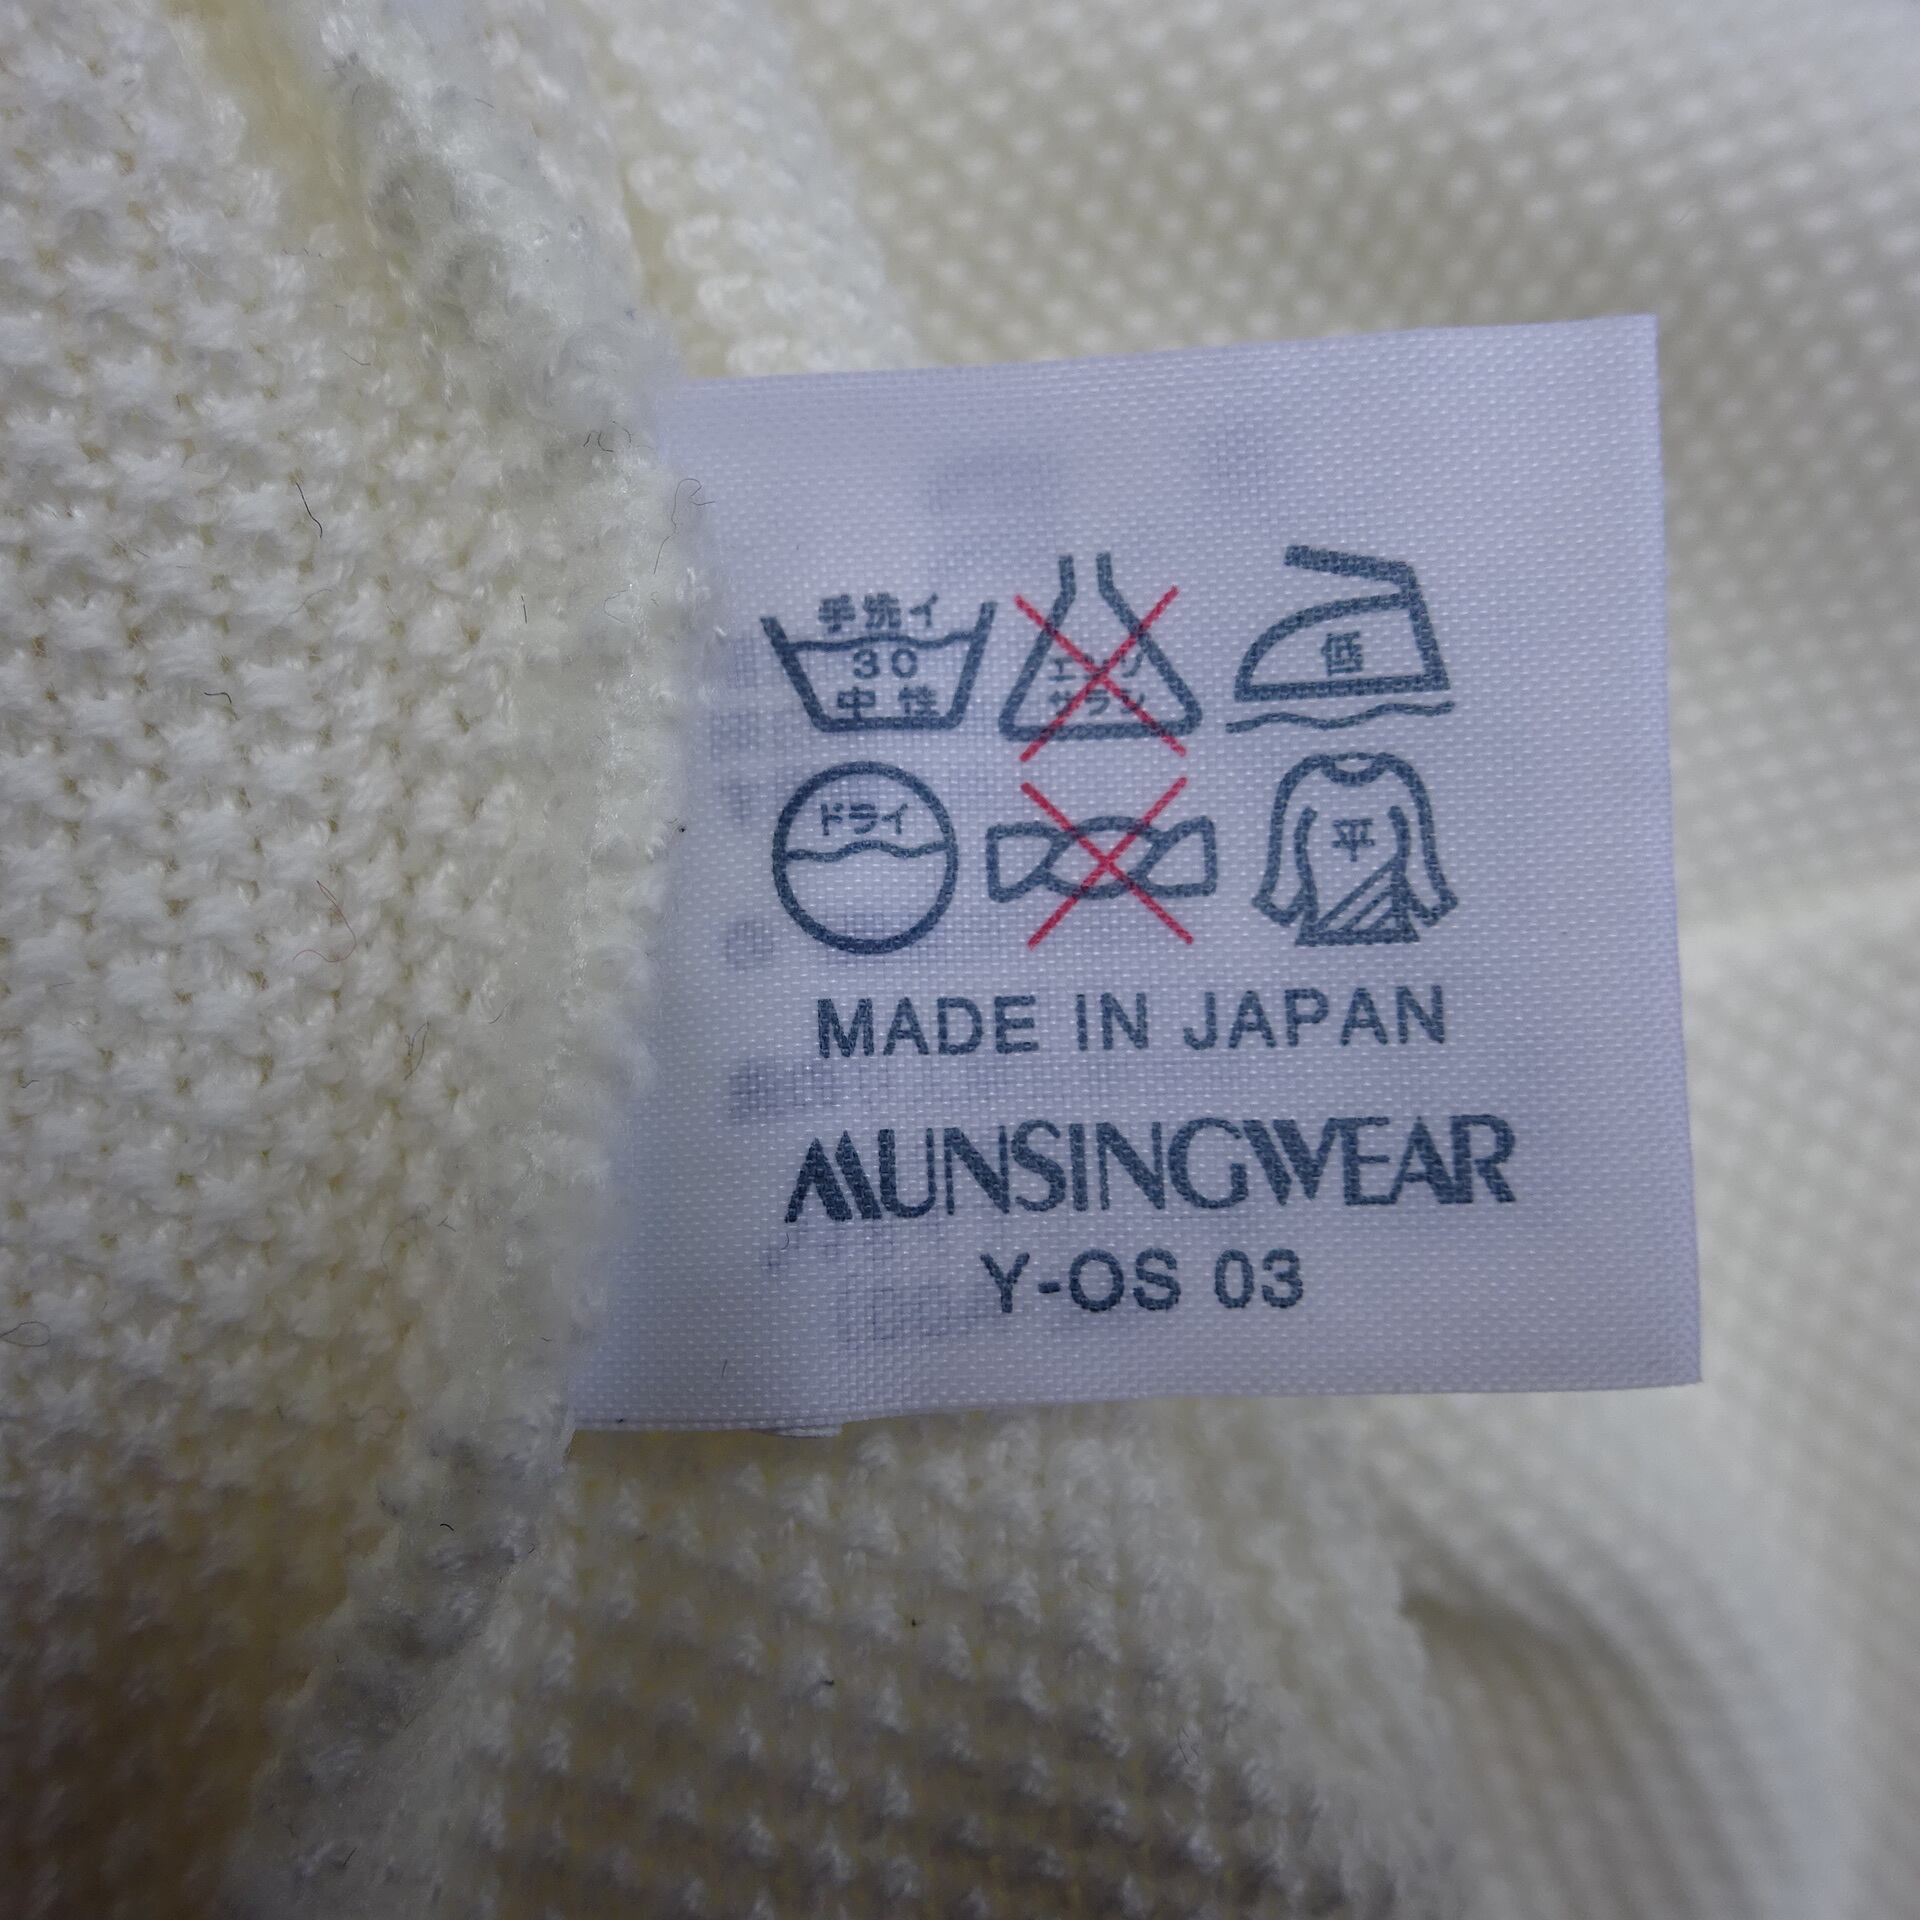 手洗イ
30
中性
エンソ
サラシ
低
ドライ
平
MADE IN JAPAN
MUNSINGWEAR
Y-OS 03